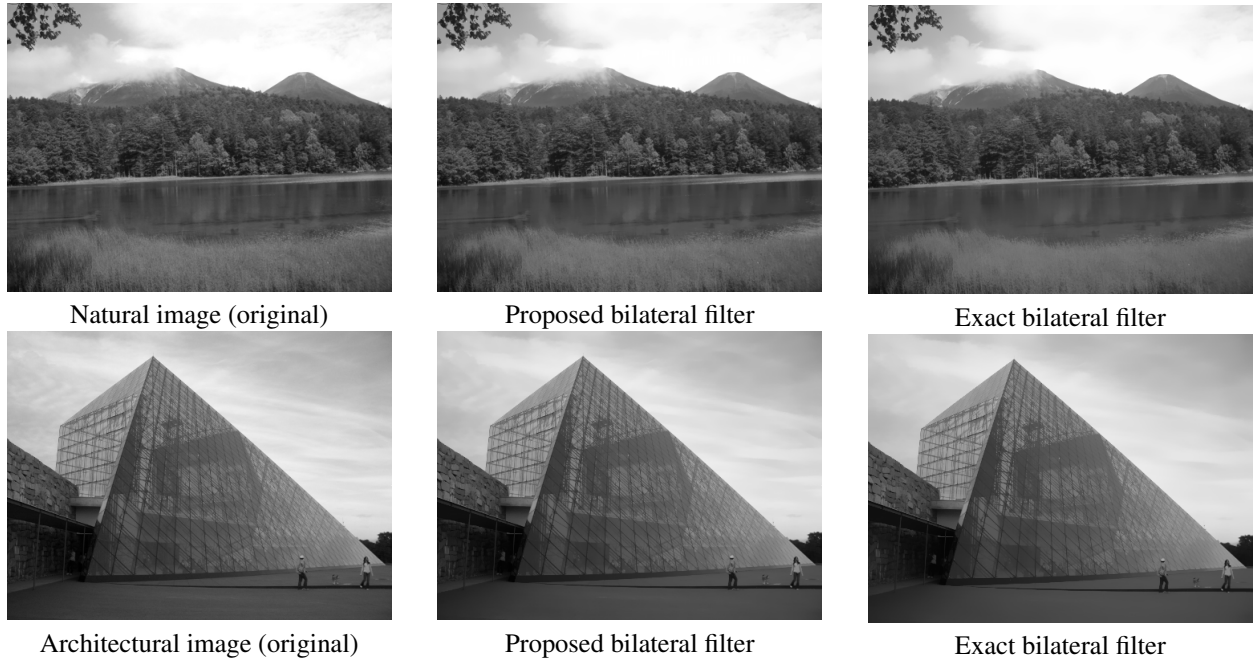 Natural image (original)
Proposed bilateral filter
Exact bilateral filter
Architectural image (original)
Proposed bilateral filter
Exact bilateral filter